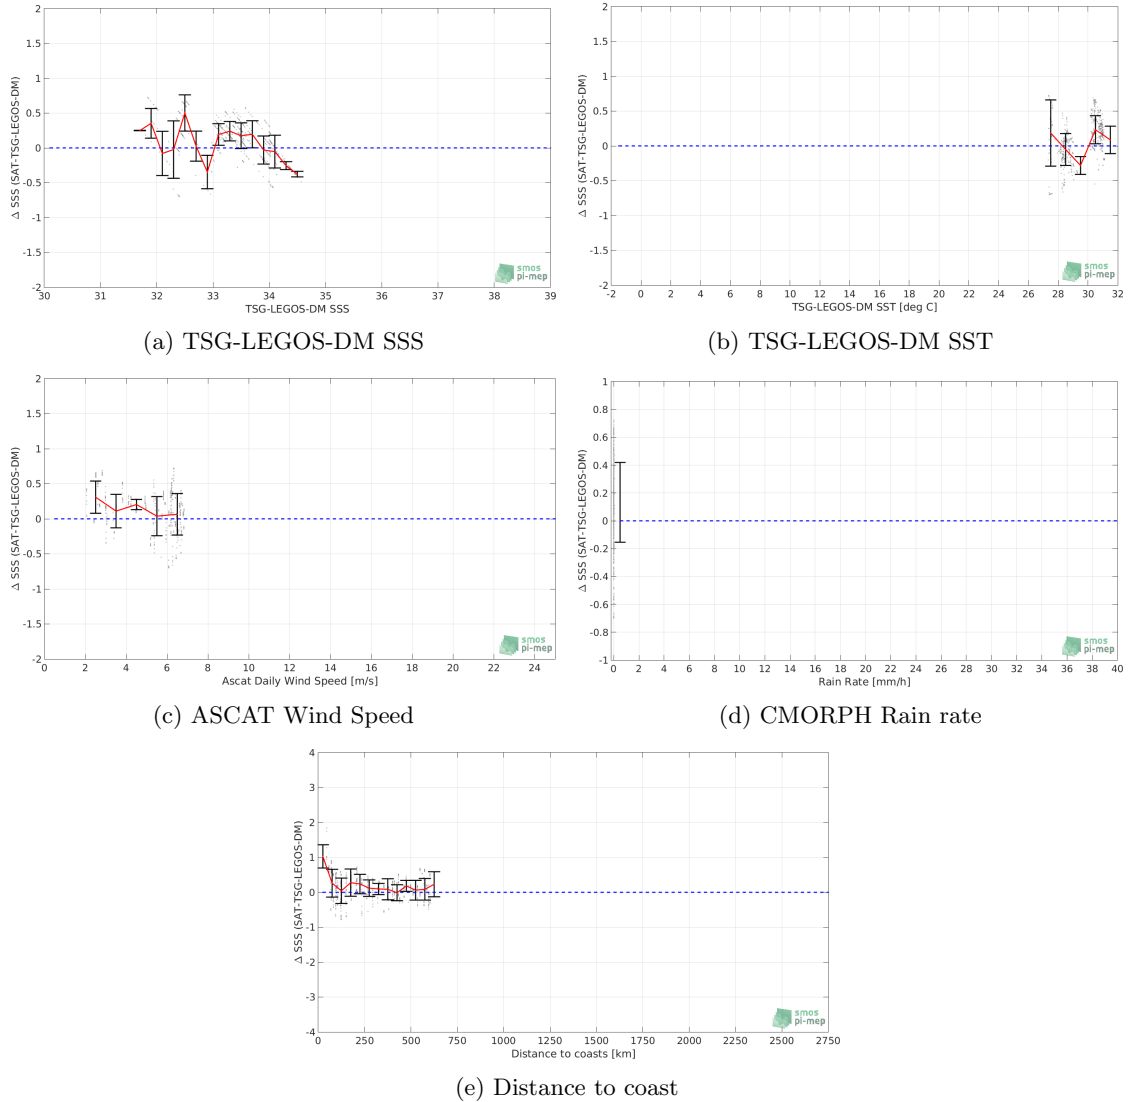 2
1.5
1
0.5
0
-0.5
-1
-1.5
-2
Δ SSS (SAT-TSG-LEGOS-DM)
30 31 32 33 34 35 36 37 38 39
TSG-LEGOS-DM SSS
smos
pi-mep
(a) TSG-LEGOS-DM SSS
2
1.5
1
0.5
0
-0.5
-1
-1.5
-2
Δ SSS (SAT-TSG-LEGOS-DM)
-2 0 2 4 6 8 10 12 14 16 18 20 22 24 26 28 30 32
TSG-LEGOS-DM SST [deg C]
smos
pi-mep
(b) TSG-LEGOS-DM SST
2
1.5
1
0.5
0
-0.5
-1
-1.5
-2
Δ SSS (SAT-TSG-LEGOS-DM)
0 2 4 6 8 10 12 14 16 18 20 22 24
Ascat Daily Wind Speed [m/s]
smos
pi-mep
(c) ASCAT Wind Speed
1
0.8
0.6
0.4
0.2
0
-0.2
-0.4
-0.6
-0.8
-1
Δ SSS (SAT-TSG-LEGOS-DM)
0 2 4 6 8 10 12 14 16 18 20 22 24 26 28 30 32 34 36 38 40
Rain Rate [mm/h]
smos
pi-mep
(d) CMORPH Rain rate
4
3
2
1
0
-1
-2
-3
-4
Δ SSS (SAT-TSG-LEGOS-DM)
0 250 500 750 1000 1250 1500 1750 2000 2250 2500 2750
Distance to coasts [km]
smos
pi-mep
(e) Distance to coast